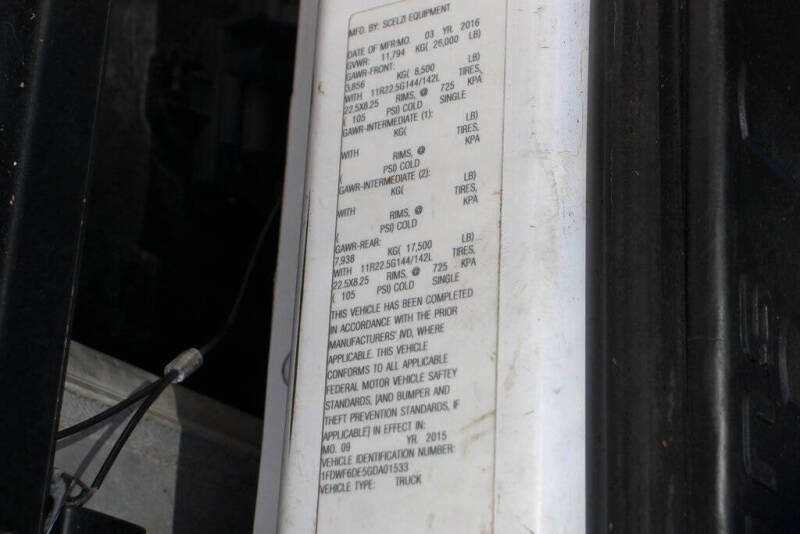 MFD. BY: SCELZI EQUIPMENT
DATE OF MFR:MO. 03 YR. 2016
GVWR: 11,794 KG( 26,000 LB)
GAWR-FRONT:
3,856 KG( 8,500 LB)
WITH 11R22.5G144/142L TIRES,
22.5X8.25 RIMS, @ 725 KPA
( 105 PSI) COLD SINGLE
GAWR-INTERMEDIATE (1):
KG( LB)
WITH TIRES,
RIMS, @ KPA
( PSI) COLD
GAWR-INTERMEDIATE (2):
KG( LB)
WITH TIRES,
RIMS, @ KPA
( PSI) COLD
GAWR-REAR:
7,938 KG( 17,500 LB)
WITH 11R22.5G144/142L TIRES,
22.5X8.25 RIMS, @ 725 KPA
( 105 PSI) COLD SINGLE
THIS VEHICLE HAS BEEN COMPLETED
IN ACCORDANCE WITH THE PRIOR
MANUFACTURERS' IVD, WHERE
APPLICABLE. THIS VEHICLE
CONFORMS TO ALL APPLICABLE
FEDERAL MOTOR VEHICLE SAFTEY
STANDARDS, [AND BUMPER AND
THEFT PREVENTION STANDARDS, IF
APPLICABLE] IN EFFECT IN:
MO. 09 YR. 2015
VEHICLE IDENTIFICATION NUMBER:
1FDWF6DE5GDA01533
VEHICLE TYPE: TRUCK